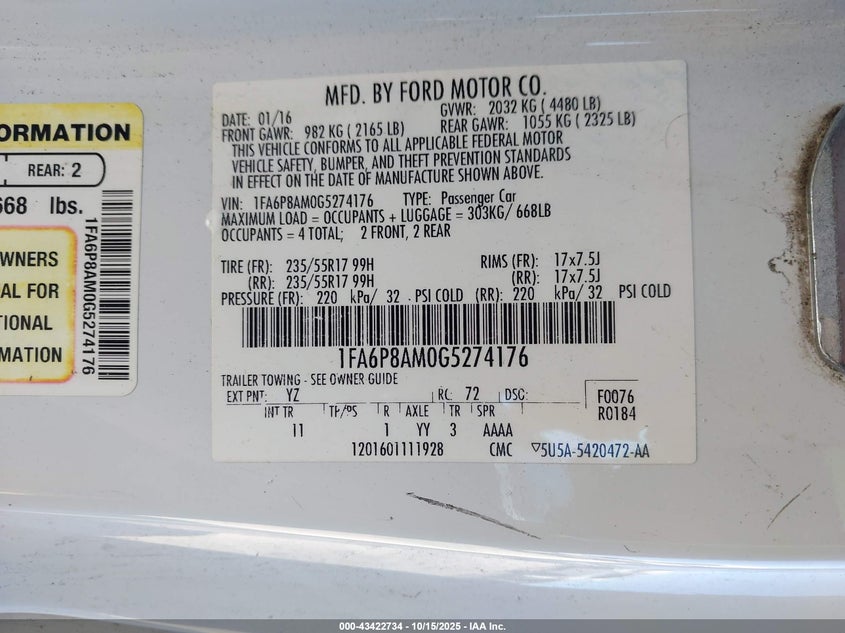 ORMATION
REAR: 2
668 lbs.
WNERS
AL FOR
TIONAL
MATION
1FA6P8AM0G5274176
MFD. BY FORD MOTOR CO.
DATE: 01/16 GVWR: 2032 KG ( 4480 LB)
FRONT GAWR: 982 KG ( 2165 LB) REAR GAWR: 1055 KG ( 2325 LB)
THIS VEHICLE CONFORMS TO ALL APPLICABLE FEDERAL MOTOR
VEHICLE SAFETY, BUMPER, AND THEFT PREVENTION STANDARDS
IN EFFECT ON THE DATE OF MANUFACTURE SHOWN ABOVE.
VIN: 1FA6P8AM0G5274176 TYPE: Passenger Car
MAXIMUM LOAD = OCCUPANTS + LUGGAGE = 303KG/ 668LB
OCCUPANTS = 4 TOTAL; 2 FRONT, 2 REAR
TIRE (FR): 235/55R17 99H RIMS (FR): 17x7.5J
(RR): 235/55R17 99H (RR): 17x7.5J
PRESSURE (FR): 220 kPa/ 32 PSI COLD (RR): 220 kPa/ 32 PSI COLD
1FA6P8AM0G5274176
TRAILER TOWING - SEE OWNER GUIDE
EXT PNT: YZ RC: 72 DSO: F0076
INT TR TP/PS R AXLE TR SPR R0184
11 1 YY 3 AAAA
1201601111928 CMC ▽5U5A-5420472-AA
000-43422734 - 10/15/2025 - IAA Inc.